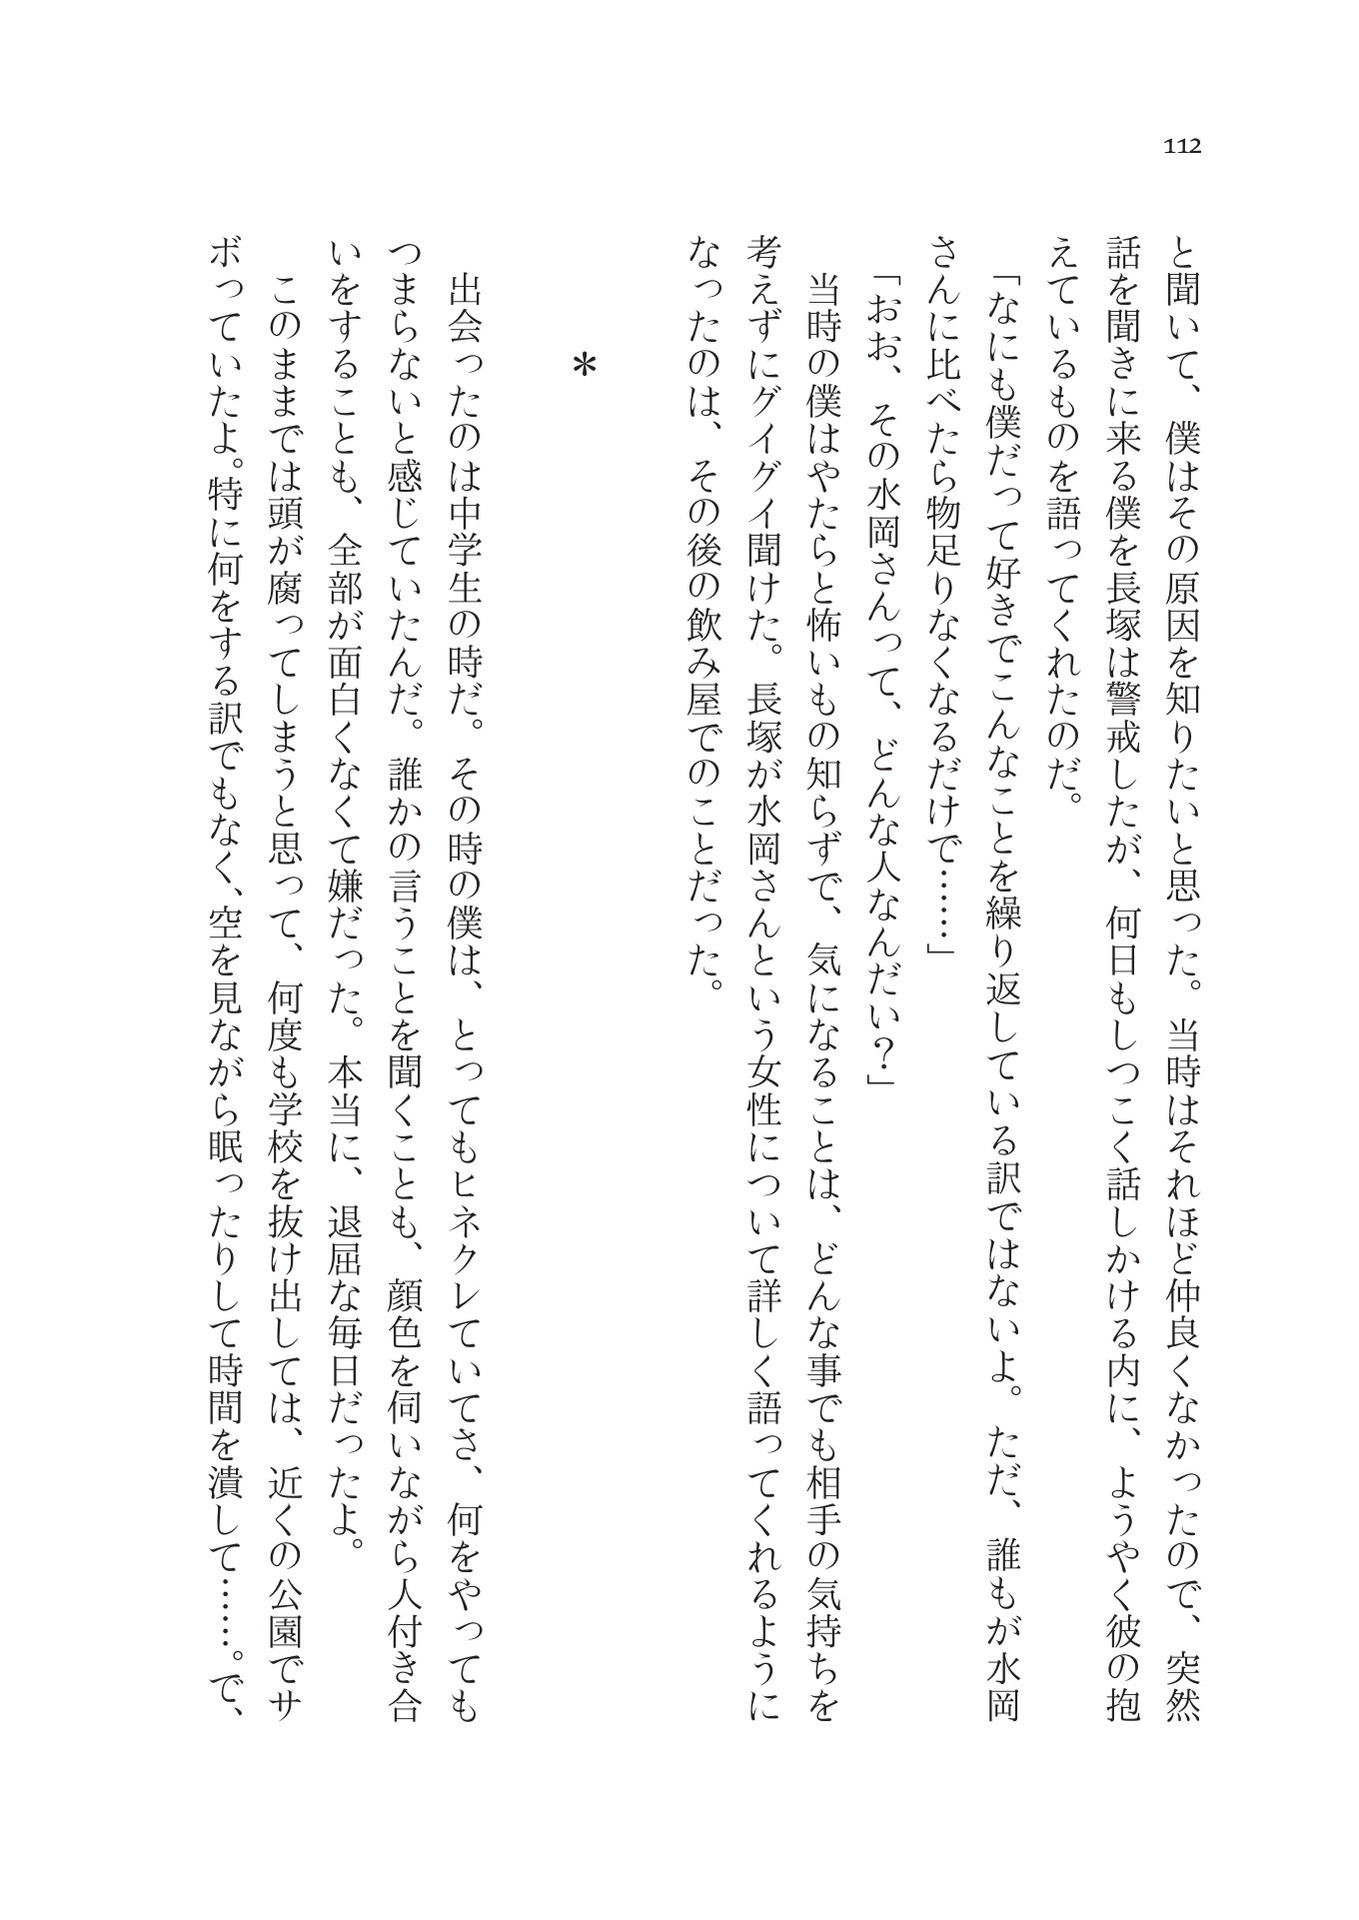 112
と聞いて、僕はその原因を知りたいと思った。当時はそれほど仲良くなかったので、突然
話を聞きに来る僕を長塚は警戒したが、何日もしつこく話しかける内に、ようやく彼の抱
えているものを語ってくれたのだ。
「なにも僕だって好きでこんなことを繰り返している訳ではないよ。ただ、誰もが水岡
さんに比べたら物足りなくなるだけで……」
「おお、その水岡さんって、どんな人なんだい？」
当時の僕はやたらと怖いもの知らずで、気になることは、どんな事でも相手の気持ちを
考えずにグイグイ聞けた。長塚が水岡さんという女性について詳しく語ってくれるように
なったのは、その後の飲み屋でのことだった。
＊
出会ったのは中学生の時だ。その時の僕は、とってもヒネクレていてさ、何をやっても
つまらないと感じていたんだ。誰かの言うことを聞くことも、顔色を伺いながら人付き合
いをすることも、全部が面白くなくて嫌だった。本当に、退屈な毎日だったよ。
このままでは頭が腐ってしまうと思って、何度も学校を抜け出しては、近くの公園でサ
ボっていたよ。特に何をする訳でもなく、空を見ながら眠ったりして時間を潰して……。で、